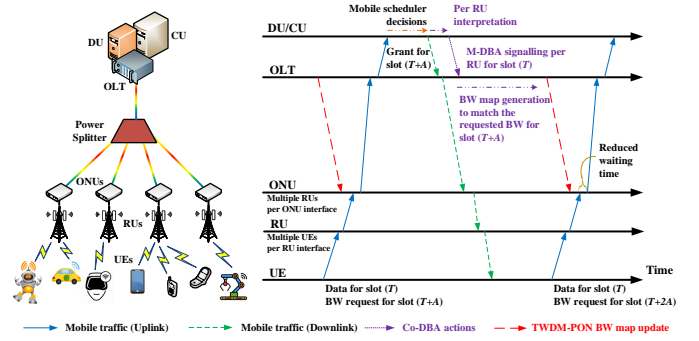 DU
CU
OLT
Power
Splitter
ONUs
RUs
UEs
DU/CU
OLT
ONU
Multiple RUs
per ONU interface
RU
Multiple UEs
per RU interface
UE
Mobile scheduler
decisions
Per RU
interpretation
Grant for
slot (T+A)
M-DBA signalling per
RU for slot (T)
BW map generation
to match the
requested BW for
slot (T+A)
Reduced
waiting
time
Time
Data for slot (T)
BW request for slot (T+A)
Data for slot (T)
BW request for slot (T+2A)
Mobile traffic (Uplink)
Mobile traffic (Downlink)
Co-DBA actions
TWDM-PON BW map update